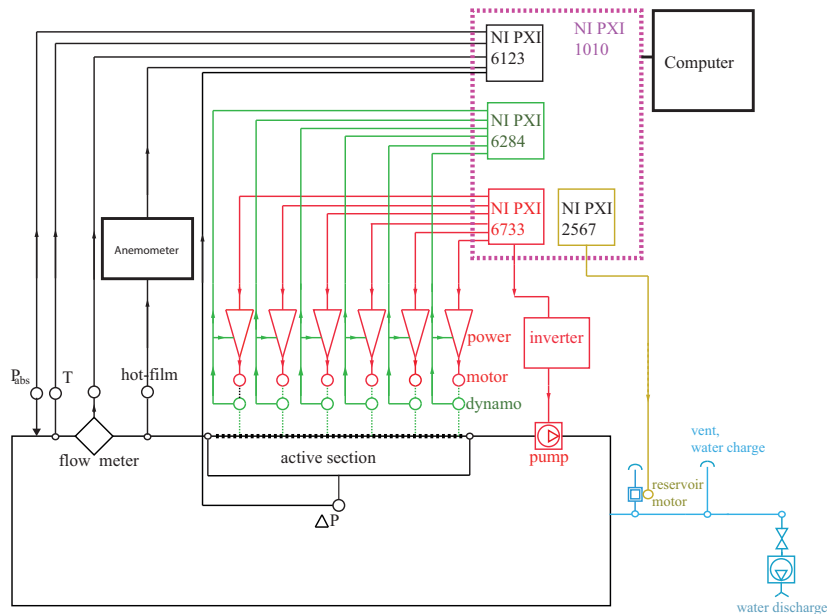 NI PXI
6123
NI PXI
1010
Computer
NI PXI
6284
NI PXI
6733
NI PXI
2567
Anemometer
power
inverter
P_abs
T
hot-film
motor
dynamo
flow meter
active section
pump
ΔP
vent,
water charge
reservoir
motor
water discharge